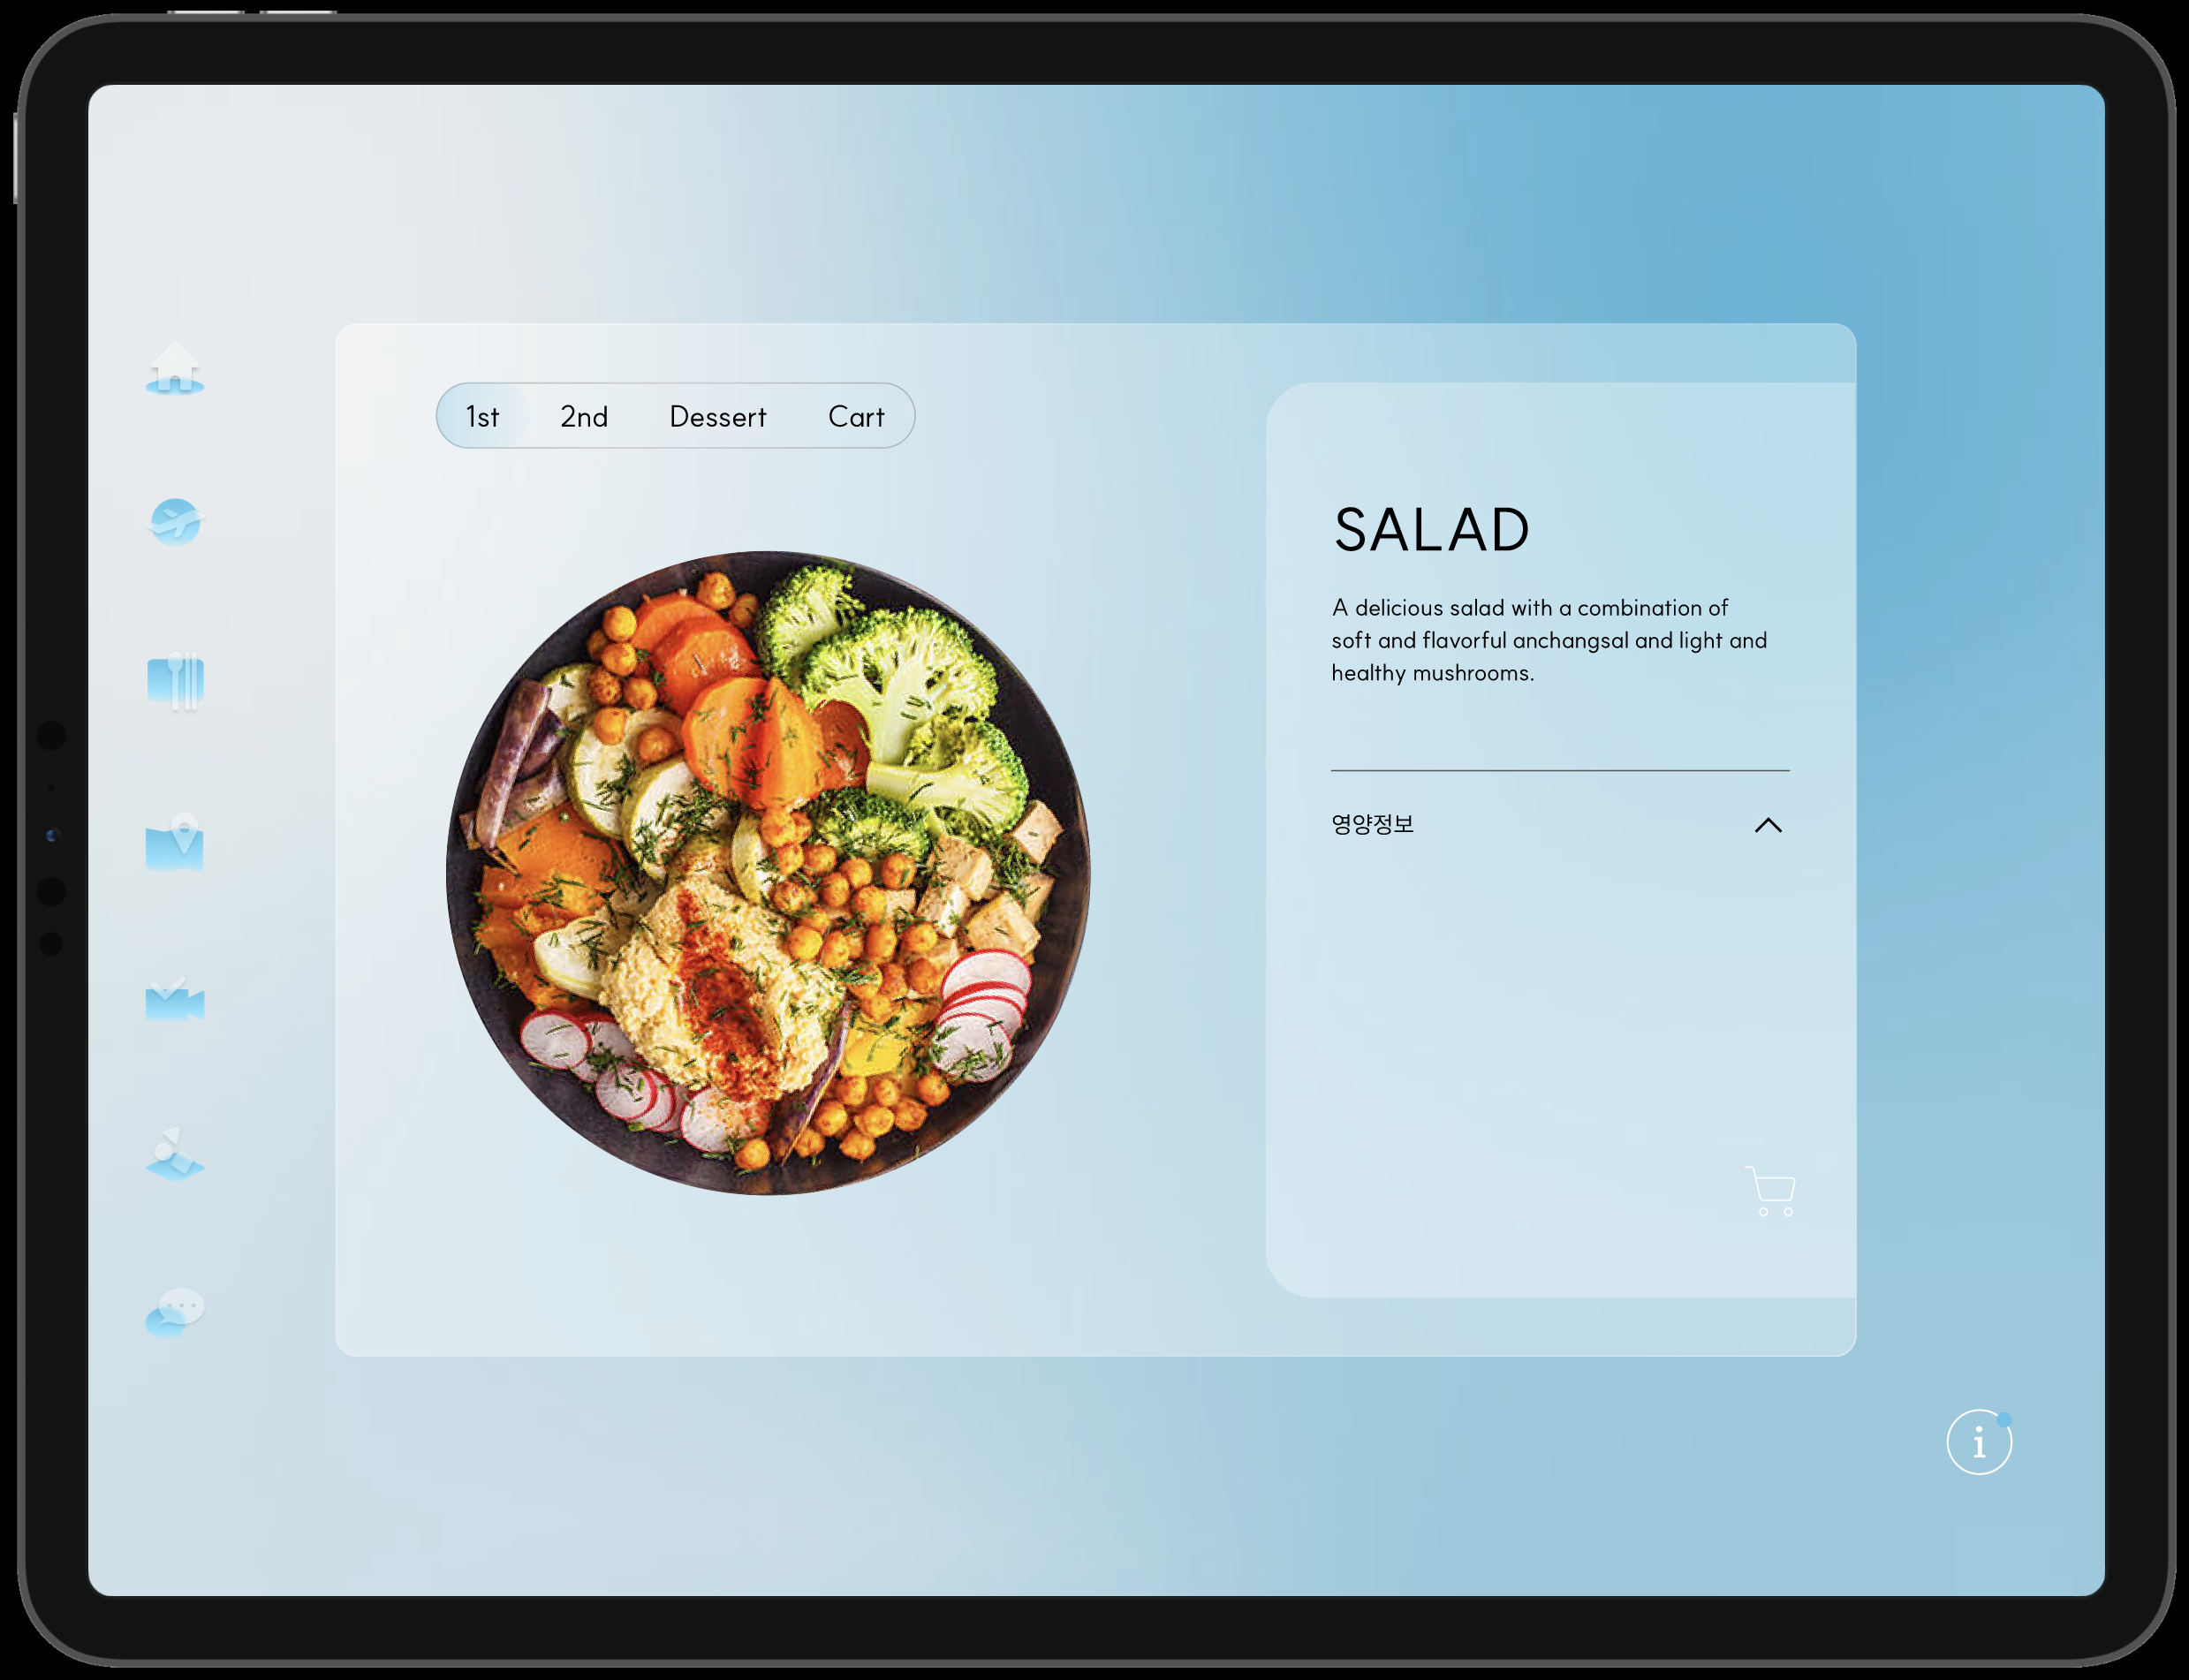 1st 2nd Dessert Cart
SALAD
A delicious salad with a combination of
soft and flavorful anchangsal and light and
healthy mushrooms.
영양정보
i